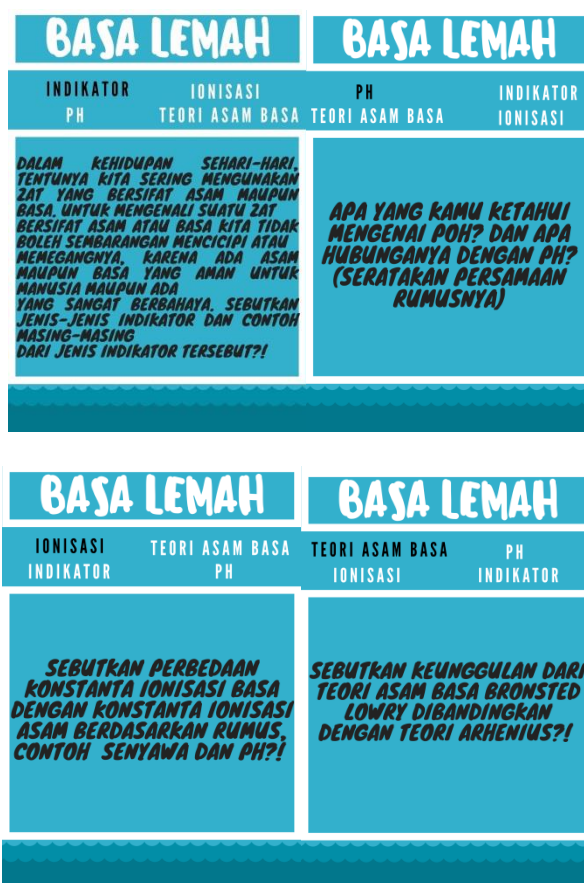 BASA LEMAH
INDIKATOR IONISASI
PH TEORI ASAM BASA
DALAM KEHIDUPAN SEHARI-HARI,
TENTUNYA KITA SERING MENGUNAKAN
ZAT YANG BERSIFAT ASAM MAUPUN
BASA. UNTUK MENGENALI SUATU ZAT
BERSIFAT ASAM ATAU BASA KITA TIDAK
BOLEH SEMBARANGAN MENCICIPI ATAU
MEMEGANGNYA, KARENA ADA ASAM
MAUPUN BASA YANG AMAN UNTUK
MANUSIA MAUPUN ADA
YANG SANGAT BERBAHAYA. SEBUTKAN
JENIS-JENIS INDIKATOR DAN CONTOH
MASING-MASING
DARI JENIS INDIKATOR TERSEBUT?!
BASA LEMAH
PH INDIKATOR
TEORI ASAM BASA IONISASI
APA YANG KAMU KETAHUI
MENGENAI POH? DAN APA
HUBUNGANYA DENGAN PH?
(SERATAKAN PERSAMAAN
RUMUSNYA)
BASA LEMAH
IONISASI TEORI ASAM BASA
INDIKATOR PH
SEBUTKAN PERBEDAAN
KONSTANTA IONISASI BASA
DENGAN KONSTANTA IONISASI
ASAM BERDASARKAN RUMUS,
CONTOH SENYAWA DAN PH?!
BASA LEMAH
TEORI ASAM BASA PH
IONISASI INDIKATOR
SEBUTKAN KEUNGGULAN DARI
TEORI ASAM BASA BRONSTED
LOWRY DIBANDINGKAN
DENGAN TEORI ARHENIUS?!